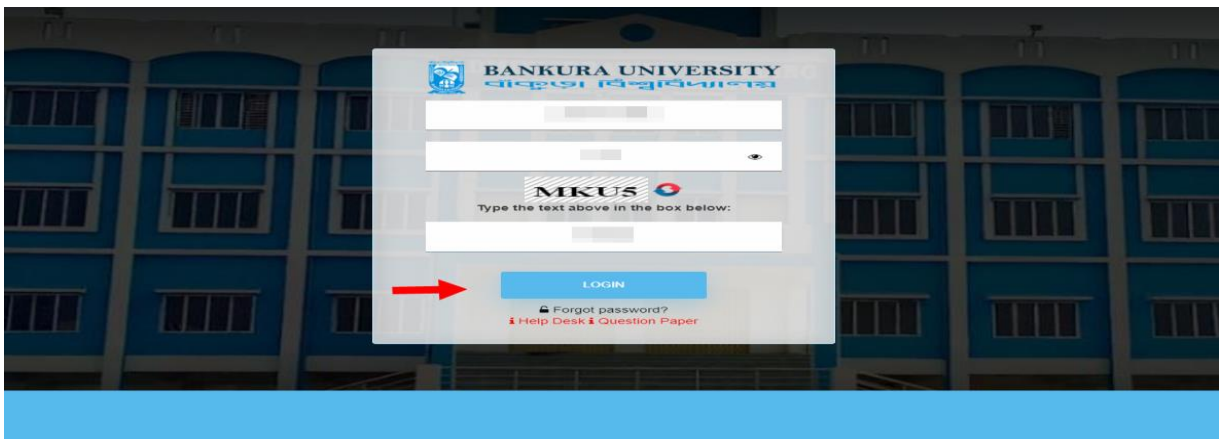 BANKURA UNIVERSITY
বাঁকুড়া বিশ্ববিদ্যালয়
MKU5
Type the text above in the box below:
LOGIN
Forgot password?
i Help Desk i Question Paper